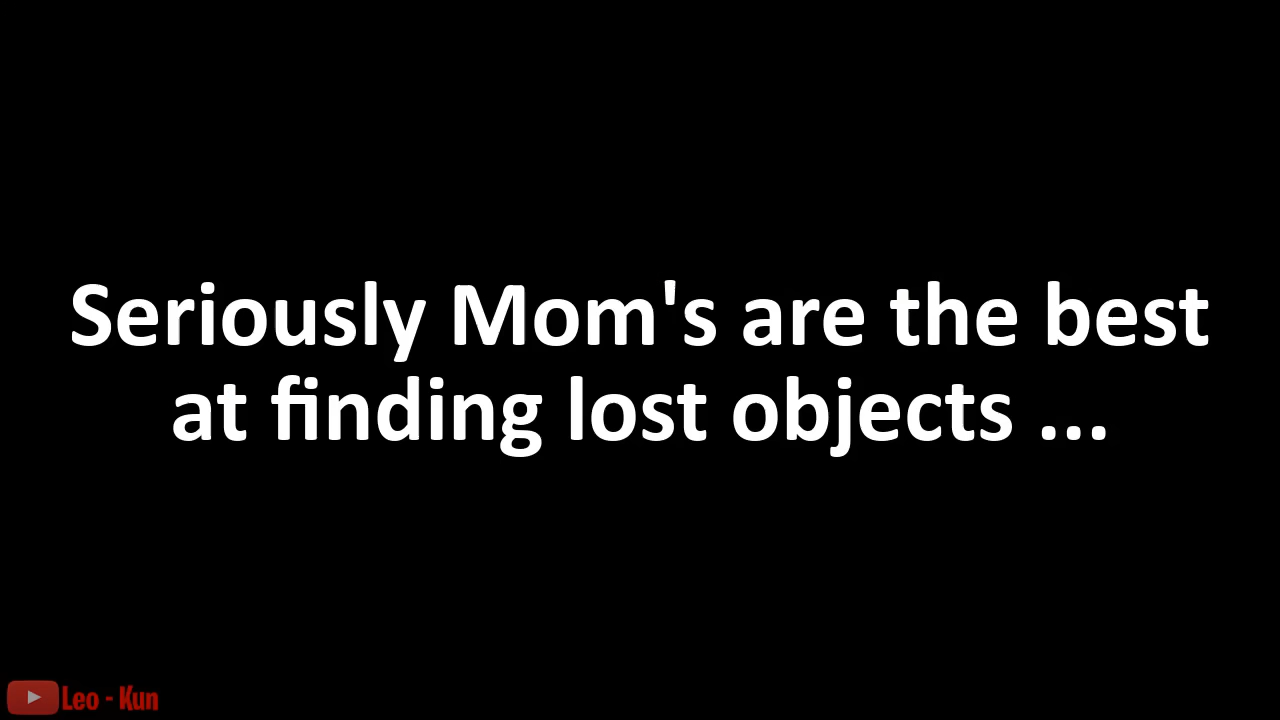 Seriously Mom's are the best
at finding lost objects ...
Leo - Kun